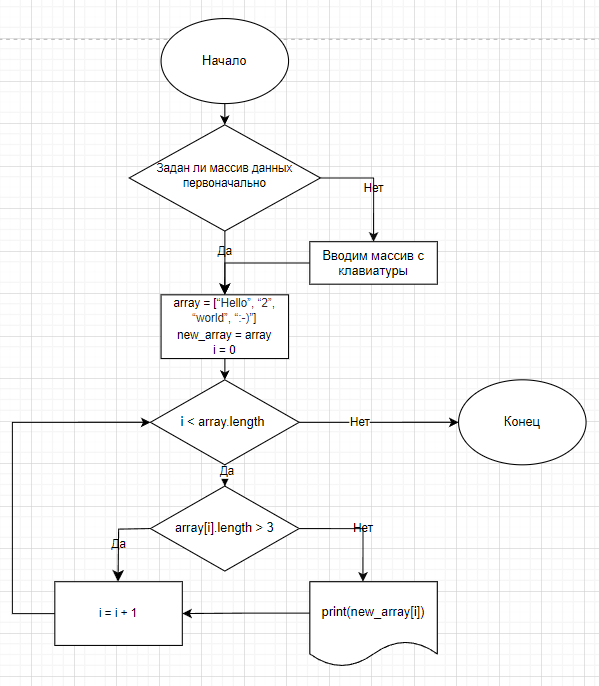 Начало
Задан ли массив данных
первоначально
Нет
Да
Вводим массив с
клавиатуры
array = [“Hello”, “2”,
“world”, “:-)”]
new_array = array
i = 0
i < array.length
Нет
Конец
Да
array[i].length > 3
Нет
Да
i = i + 1
print(new_array[i])